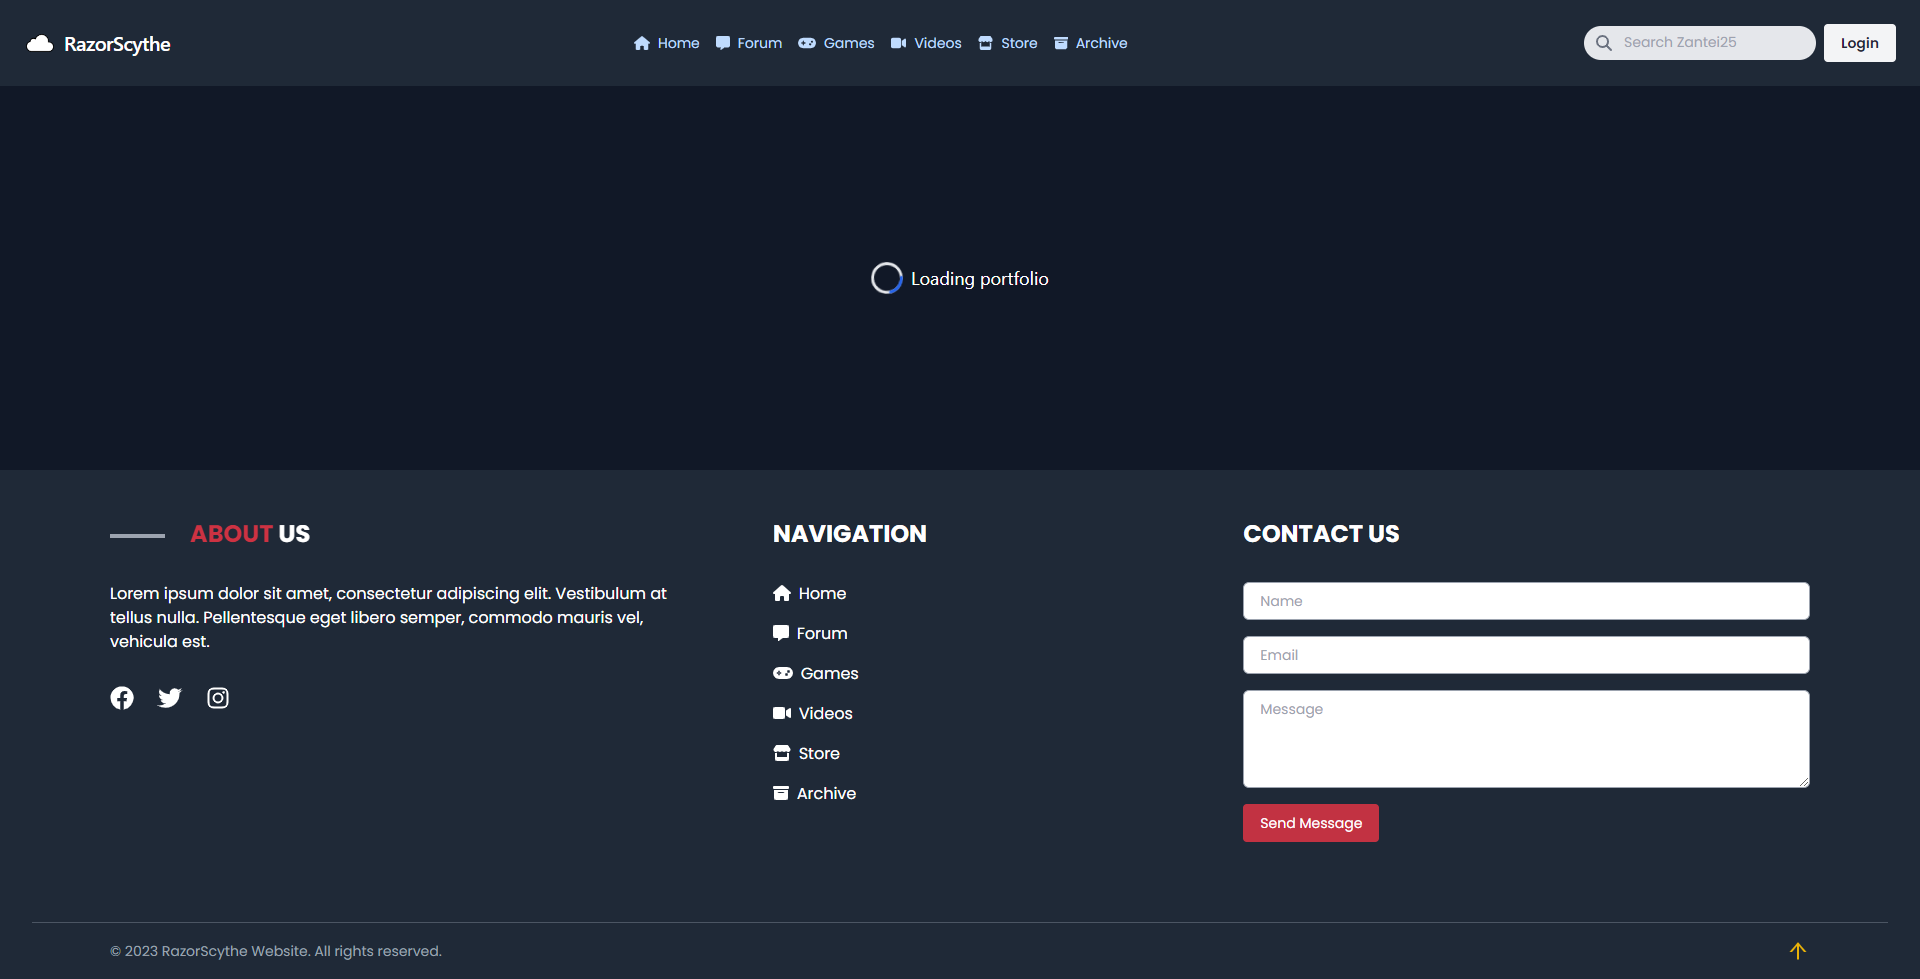 RazorScythe
Home Forum Games Videos Store Archive
Search Zantei25
Login
Loading portfolio
ABOUT US
Lorem ipsum dolor sit amet, consectetur adipiscing elit. Vestibulum at
tellus nulla. Pellentesque eget libero semper, commodo mauris vel,
vehicula est.
NAVIGATION
Home
Forum
Games
Videos
Store
Archive
CONTACT US
Name
Email
Message
Send Message
© 2023 RazorScythe Website. All rights reserved.